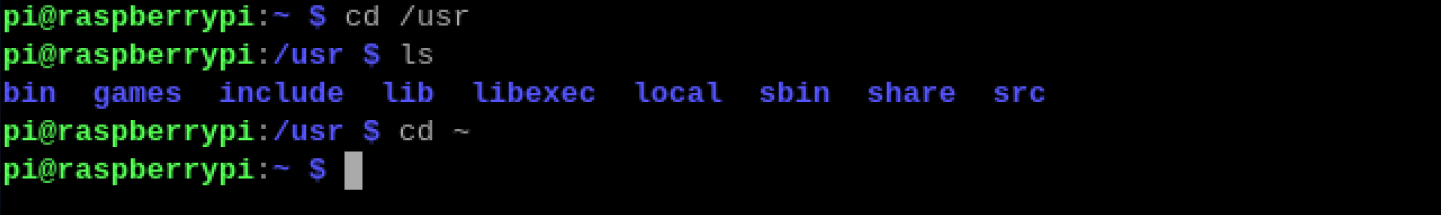 pi@raspberrypi:~ $ cd /usr
pi@raspberrypi:/usr $ ls
bin  games  include  lib  libexec  local  sbin  share  src
pi@raspberrypi:/usr $ cd ~
pi@raspberrypi:~ $